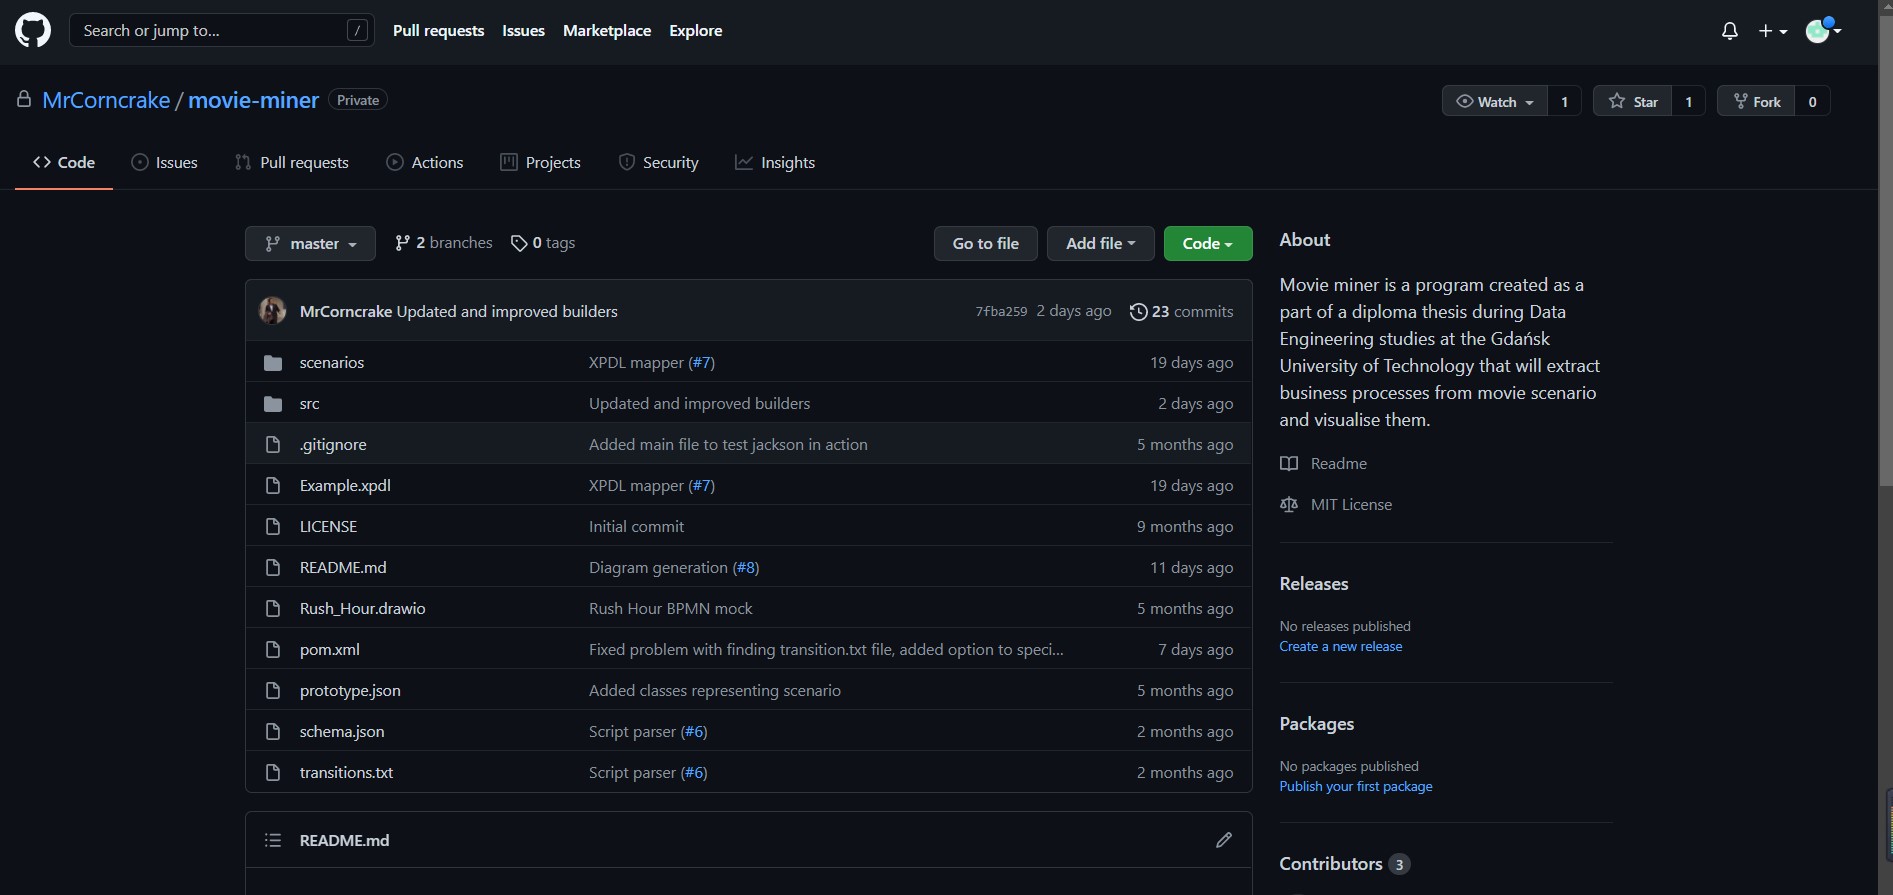 Search or jump to... / Pull requests Issues Marketplace Explore
MrCorncrake / movie-miner Private Watch 1 Star 1 Fork 0
Code Issues Pull requests Actions Projects Security Insights
master 2 branches 0 tags Go to file Add file Code
MrCorncrake Updated and improved builders 7fba259 2 days ago 23 commits
scenarios XPDL mapper (#7) 19 days ago
src Updated and improved builders 2 days ago
.gitignore Added main file to test jackson in action 5 months ago
Example.xpdl XPDL mapper (#7) 19 days ago
LICENSE Initial commit 9 months ago
README.md Diagram generation (#8) 11 days ago
Rush_Hour.drawio Rush Hour BPMN mock 5 months ago
pom.xml Fixed problem with finding transition.txt file, added option to speci... 7 days ago
prototype.json Added classes representing scenario 5 months ago
schema.json Script parser (#6) 2 months ago
transitions.txt Script parser (#6) 2 months ago
README.md
About
Movie miner is a program created as a
part of a diploma thesis during Data
Engineering studies at the Gdańsk
University of Technology that will extract
business processes from movie scenario
and visualise them.
Readme
MIT License
Releases
No releases published
Create a new release
Packages
No packages published
Publish your first package
Contributors 3